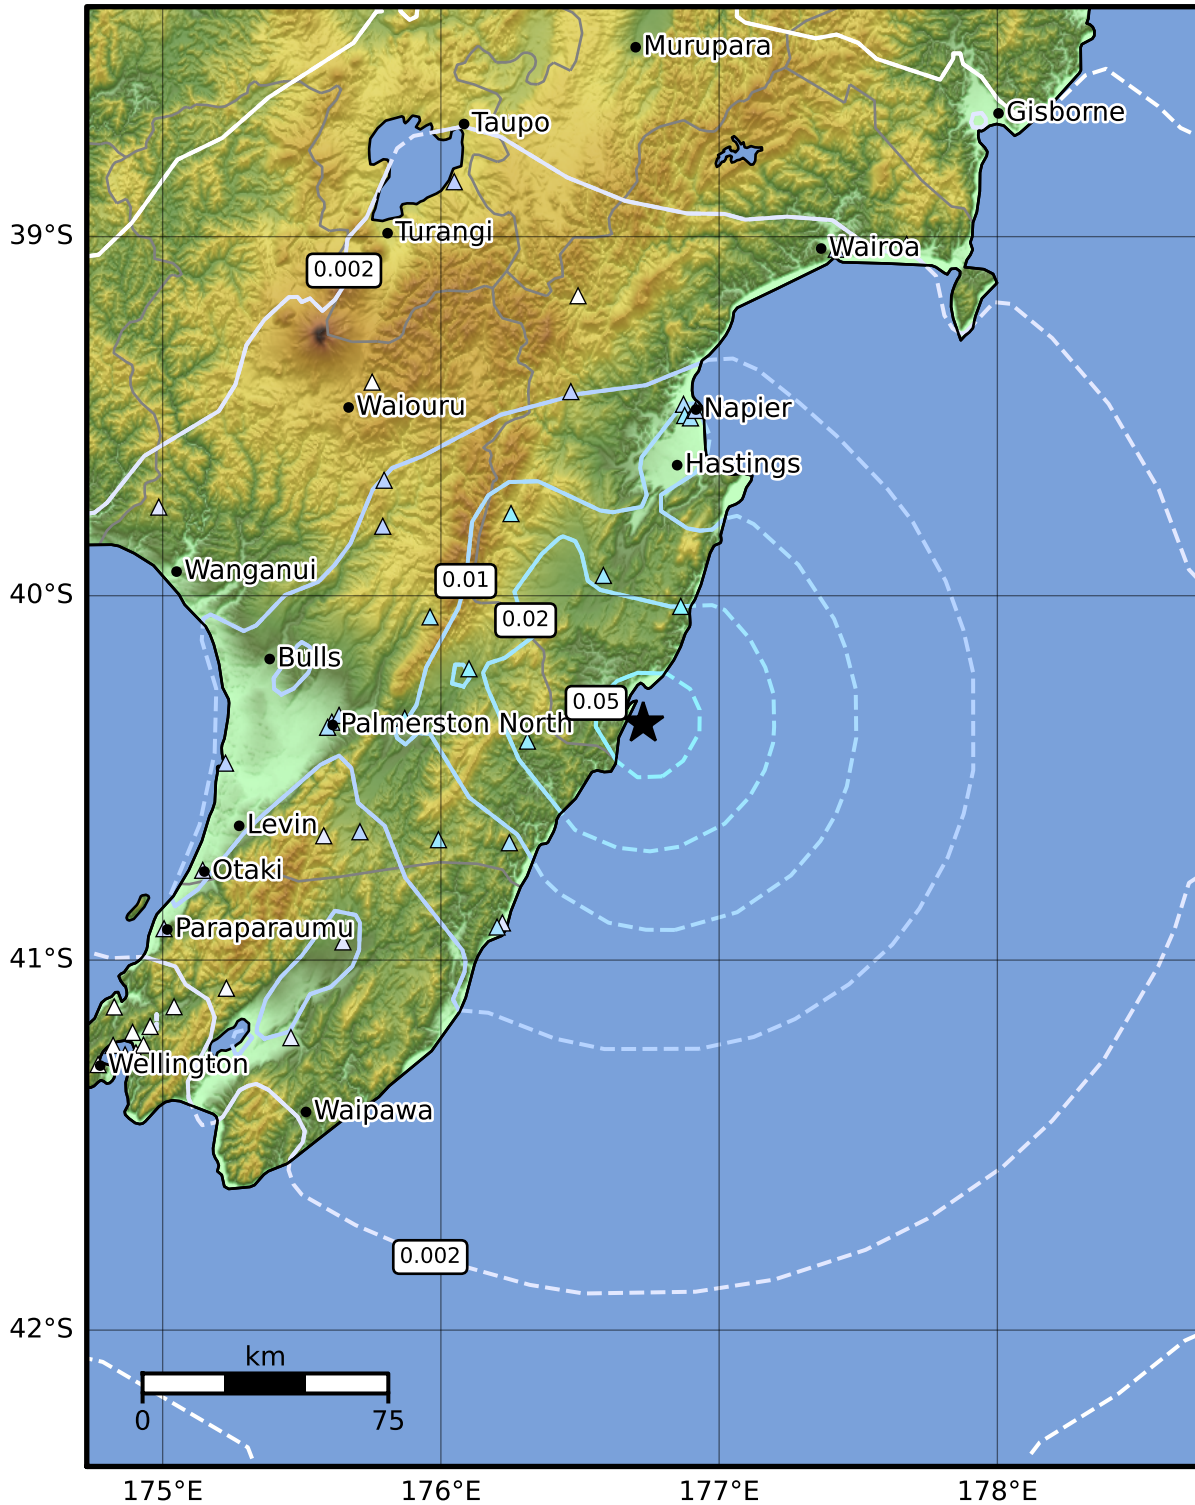 Murupara
Gisborne
Taupo
Turangi
39°S
Wairoa
0.002
Waiouru
Napier
Hastings
Wanganui
0.01
40°S
0.02
Bulls
0.05
Palmerston North
Levin
Otaki
Paraparaumu
41°S
Wellington
Waipawa
0.002
42°S
km
0
75
175°E
176°E
177°E
178°E